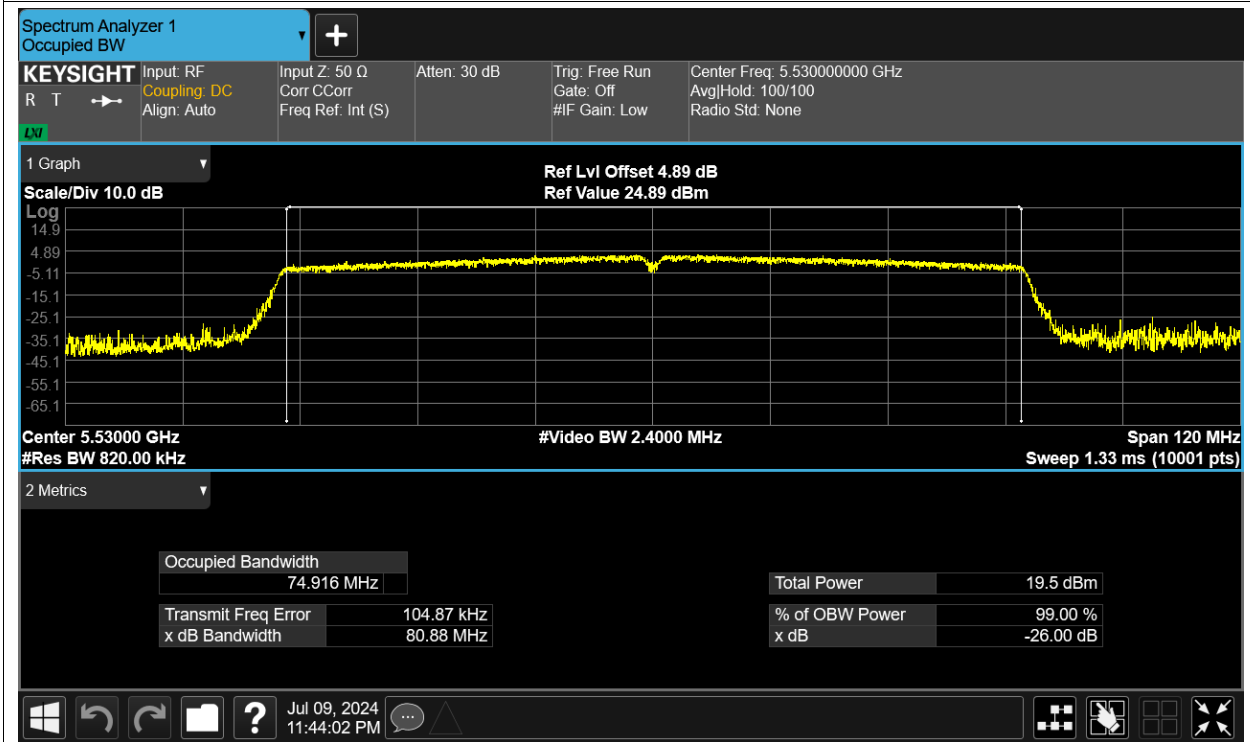 Spectrum Analyzer 1
Occupied BW
KEYSIGHT
R T
LXI
Input: RF
Coupling: DC
Align: Auto
Input Z: 50 Ω
Corr CCorr
Freq Ref: Int (S)
Atten: 30 dB
Trig: Free Run
Gate: Off
#IF Gain: Low
Center Freq: 5.530000000 GHz
Avg|Hold: 100/100
Radio Std: None
1 Graph
Scale/Div 10.0 dB
Ref Lvl Offset 4.89 dB
Ref Value 24.89 dBm
Log
14.9
4.89
-5.11
-15.1
-25.1
-35.1
-45.1
-55.1
-65.1
Center 5.53000 GHz
#Video BW 2.4000 MHz
Span 120 MHz
#Res BW 820.00 kHz
Sweep 1.33 ms (10001 pts)
2 Metrics
Occupied Bandwidth
74.916 MHz
Transmit Freq Error 104.87 kHz
x dB Bandwidth 80.88 MHz
Total Power 19.5 dBm
% of OBW Power 99.00 %
x dB -26.00 dB
?
Jul 09, 2024
11:44:02 PM